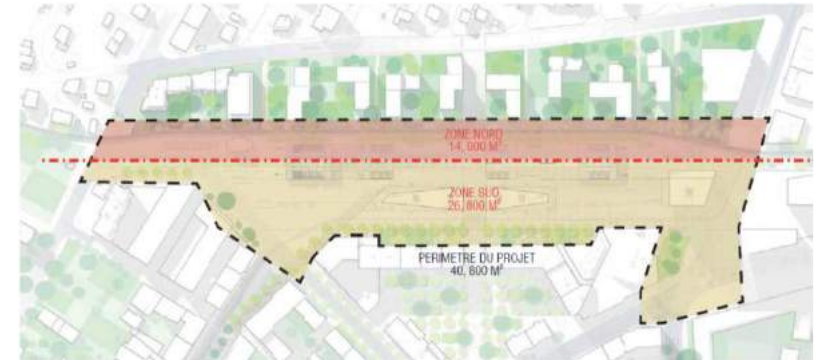 ZONE NORD
14, 000 M²
ZONE SUD
26, 800 M²
PERIMETRE DU PROJET
40, 800 M²